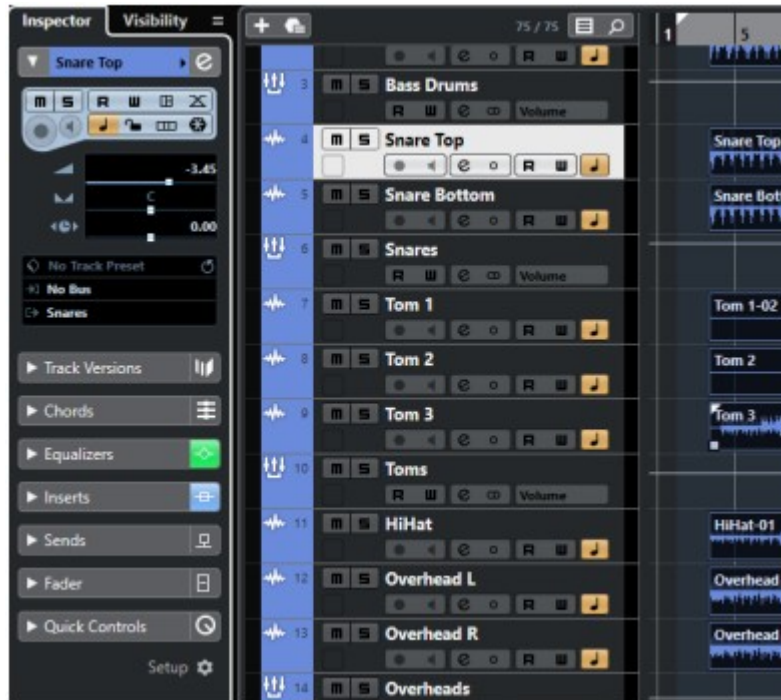 Inspector Visibility
75 / 75
1 5
Snare Top e
e R W
3 m S Bass Drums
m S R W
R W e Volume
4 m S Snare Top Snare Top
e R W
-3.45
5 m S Snare Bottom Snare Bot
C
e R W
0.00
6 m S Snares
No Track Preset
R W e Volume
No Bus
Snares
7 m S Tom 1 Tom 1-02
e R W
Track Versions
8 m S Tom 2 Tom 2
e R W
Chords
9 m S Tom 3 Tom 3
e R W
Equalizers
10 m S Toms
Inserts
R W e Volume
11 m S HiHat HiHat-01
Sends
e R W
Fader
12 m S Overhead L Overhead
e R W
Quick Controls
13 m S Overhead R Overhead
e R W
Setup
14 m S Overheads